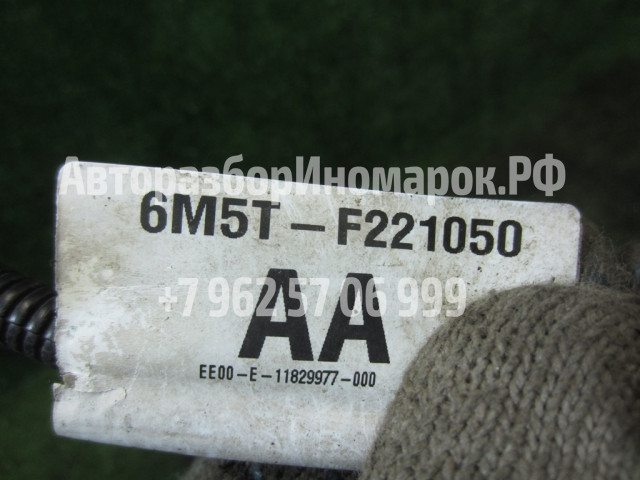 АвторазборИномарок.РФ
6M5T-F221050
+7 962 57 06 999
AA
EE00-E-11829977-000